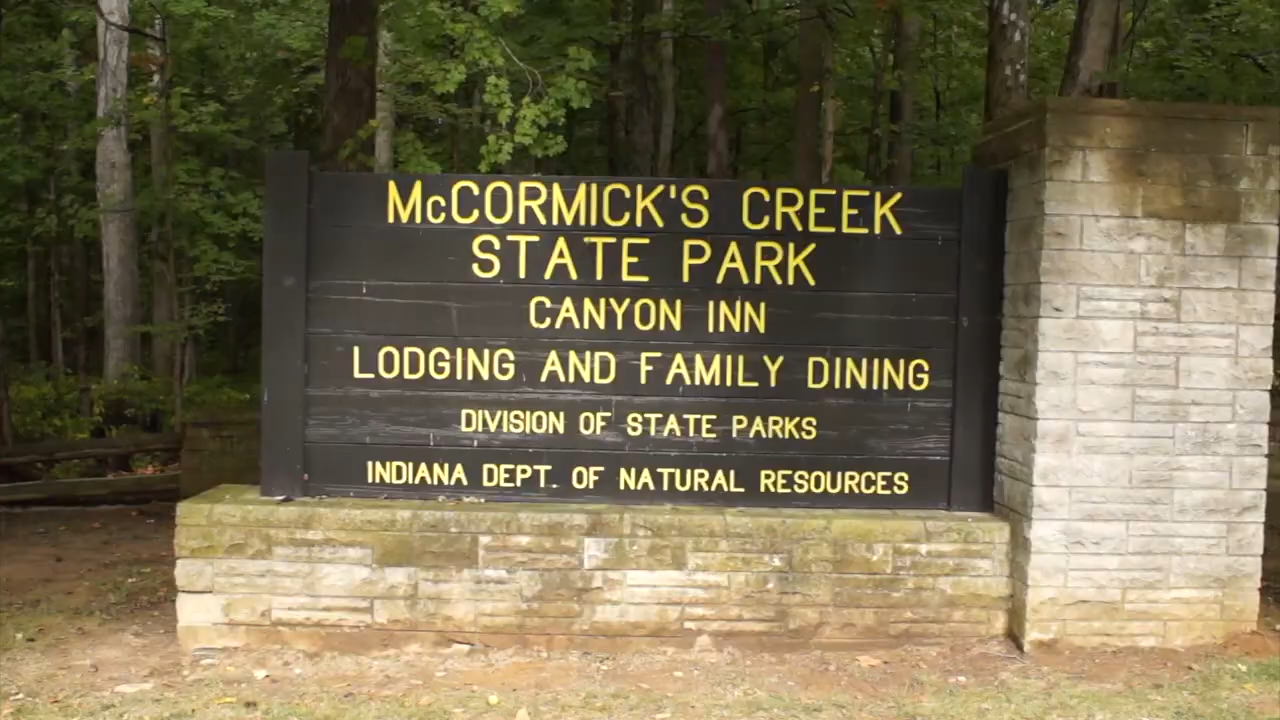 McCORMICK'S CREEK
STATE PARK
CANYON INN
LODGING AND FAMILY DINING
DIVISION OF STATE PARKS
INDIANA DEPT. OF NATURAL RESOURCES